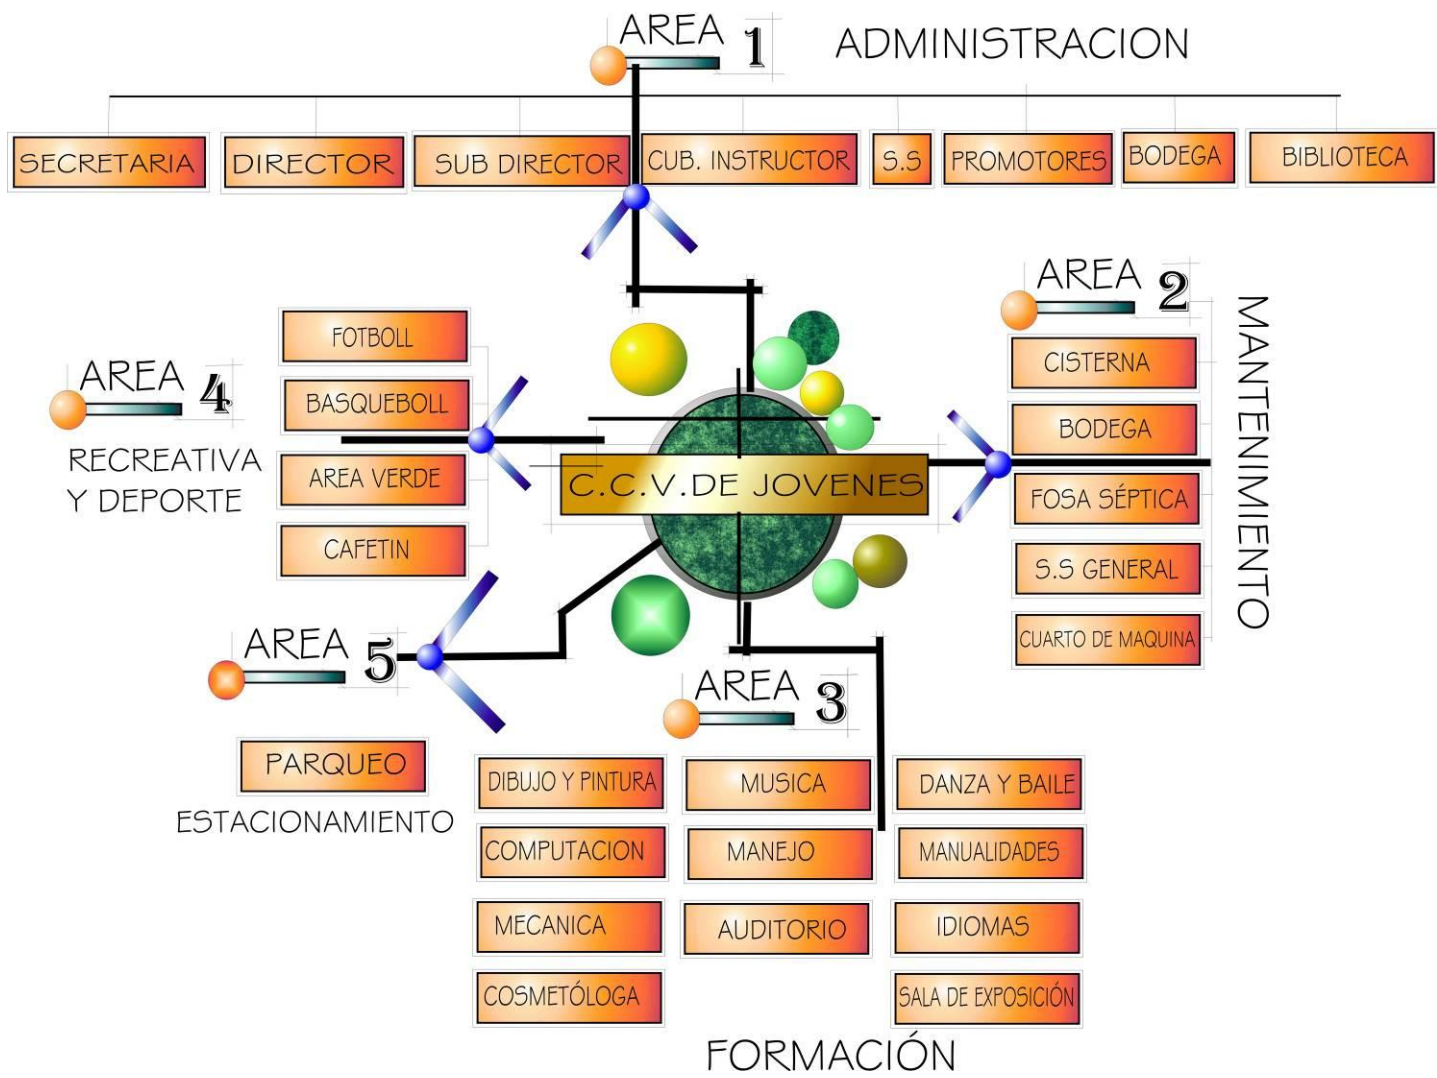 AREA 1
ADMINISTRACION
SECRETARIA
DIRECTOR
SUB DIRECTOR
CUB. INSTRUCTOR
S.S
PROMOTORES
BODEGA
BIBLIOTECA
AREA 2
MANTENIMIENTO
CISTERNA
BODEGA
FOSA SÉPTICA
S.S GENERAL
CUARTO DE MAQUINA
AREA 4
RECREATIVA
Y DEPORTE
FOTBOLL
BASQUEBOLL
AREA VERDE
CAFETIN
C.C.V.DE JOVENES
AREA 5
PARQUEO
ESTACIONAMIENTO
AREA 3
DIBUJO Y PINTURA
MUSICA
DANZA Y BAILE
COMPUTACION
MANEJO
MANUALIDADES
MECANICA
AUDITORIO
IDIOMAS
COSMETÓLOGA
SALA DE EXPOSICIÓN
FORMACIÓN